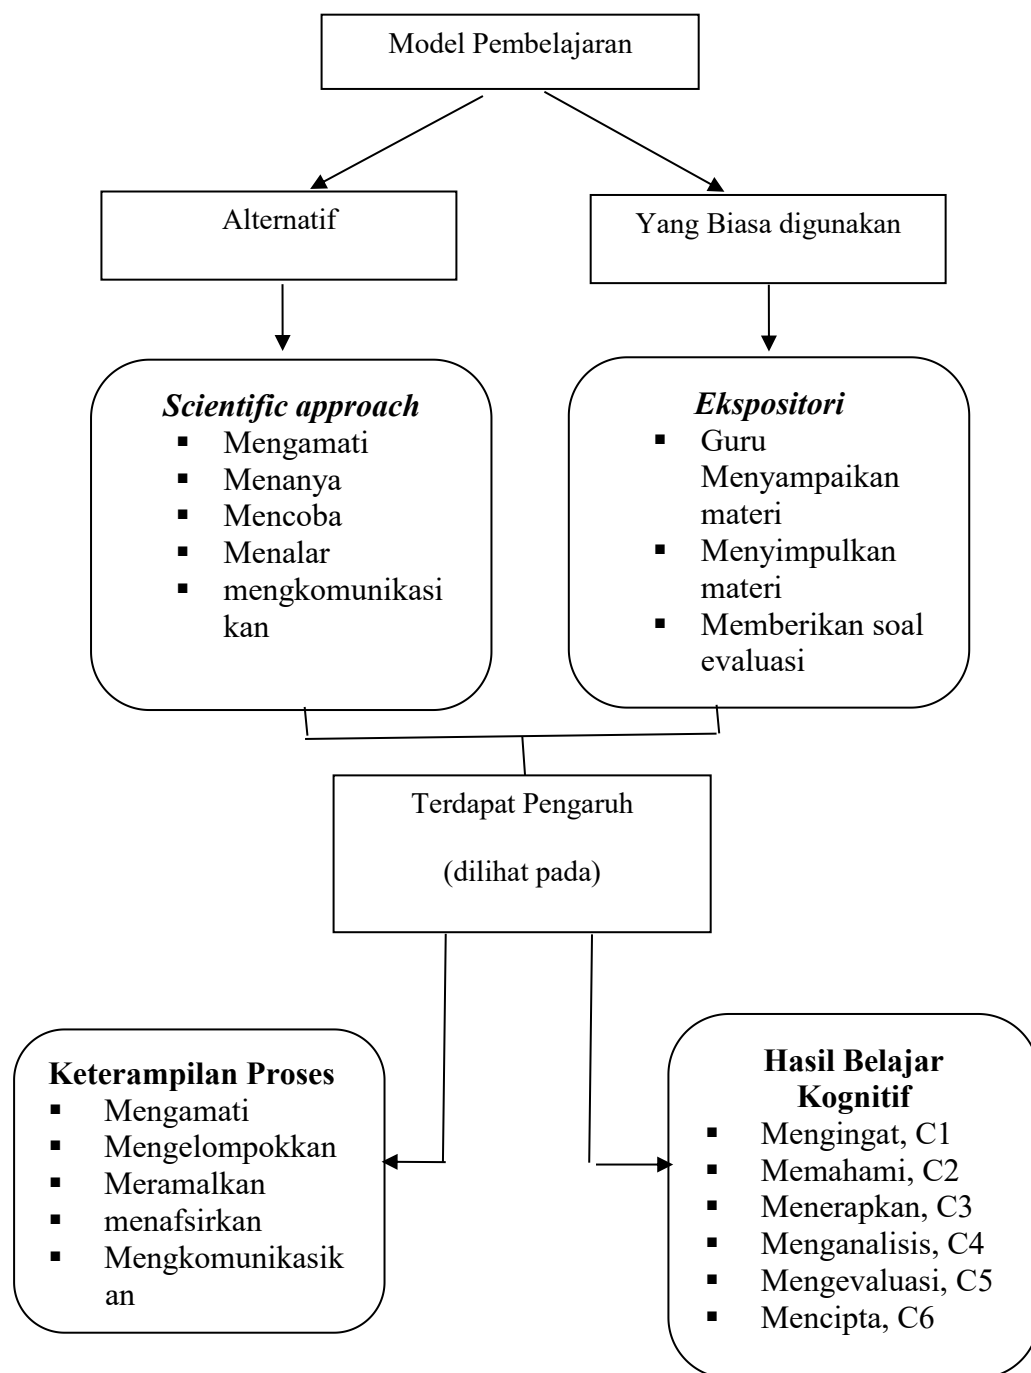 Model Pembelajaran
Alternatif
Yang Biasa digunakan
Scientific approach
▪ Mengamati
▪ Menanya
▪ Mencoba
▪ Menalar
▪ mengkomunikasi
kan
Ekspositori
▪ Guru
Menyampaikan
materi
▪ Menyimpulkan
materi
▪ Memberikan soal
evaluasi
Terdapat Pengaruh
(dilihat pada)
Keterampilan Proses
▪ Mengamati
▪ Mengelompokkan
▪ Meramalkan
▪ menafsirkan
▪ Mengkomunikasik
an
Hasil Belajar
Kognitif
▪ Mengingat, C1
▪ Memahami, C2
▪ Menerapkan, C3
▪ Menganalisis, C4
▪ Mengevaluasi, C5
▪ Mencipta, C6